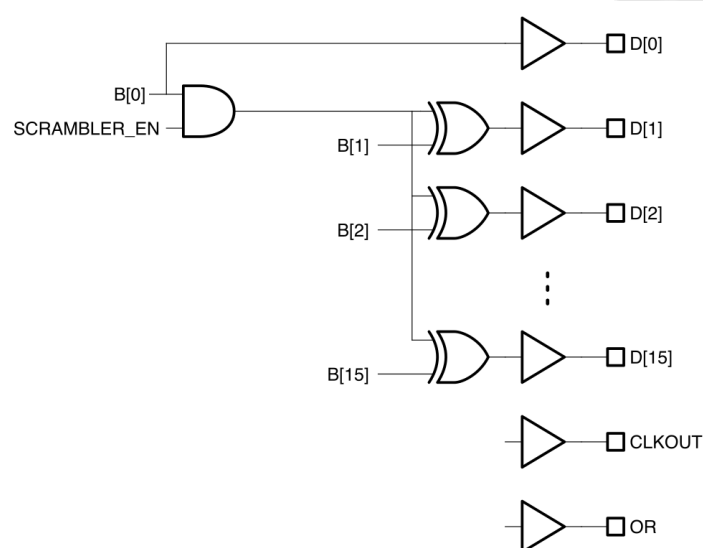 D[0]
B[0]
SCRAMBLER_EN
D[1]
B[1]
D[2]
B[2]
D[15]
B[15]
CLKOUT
OR